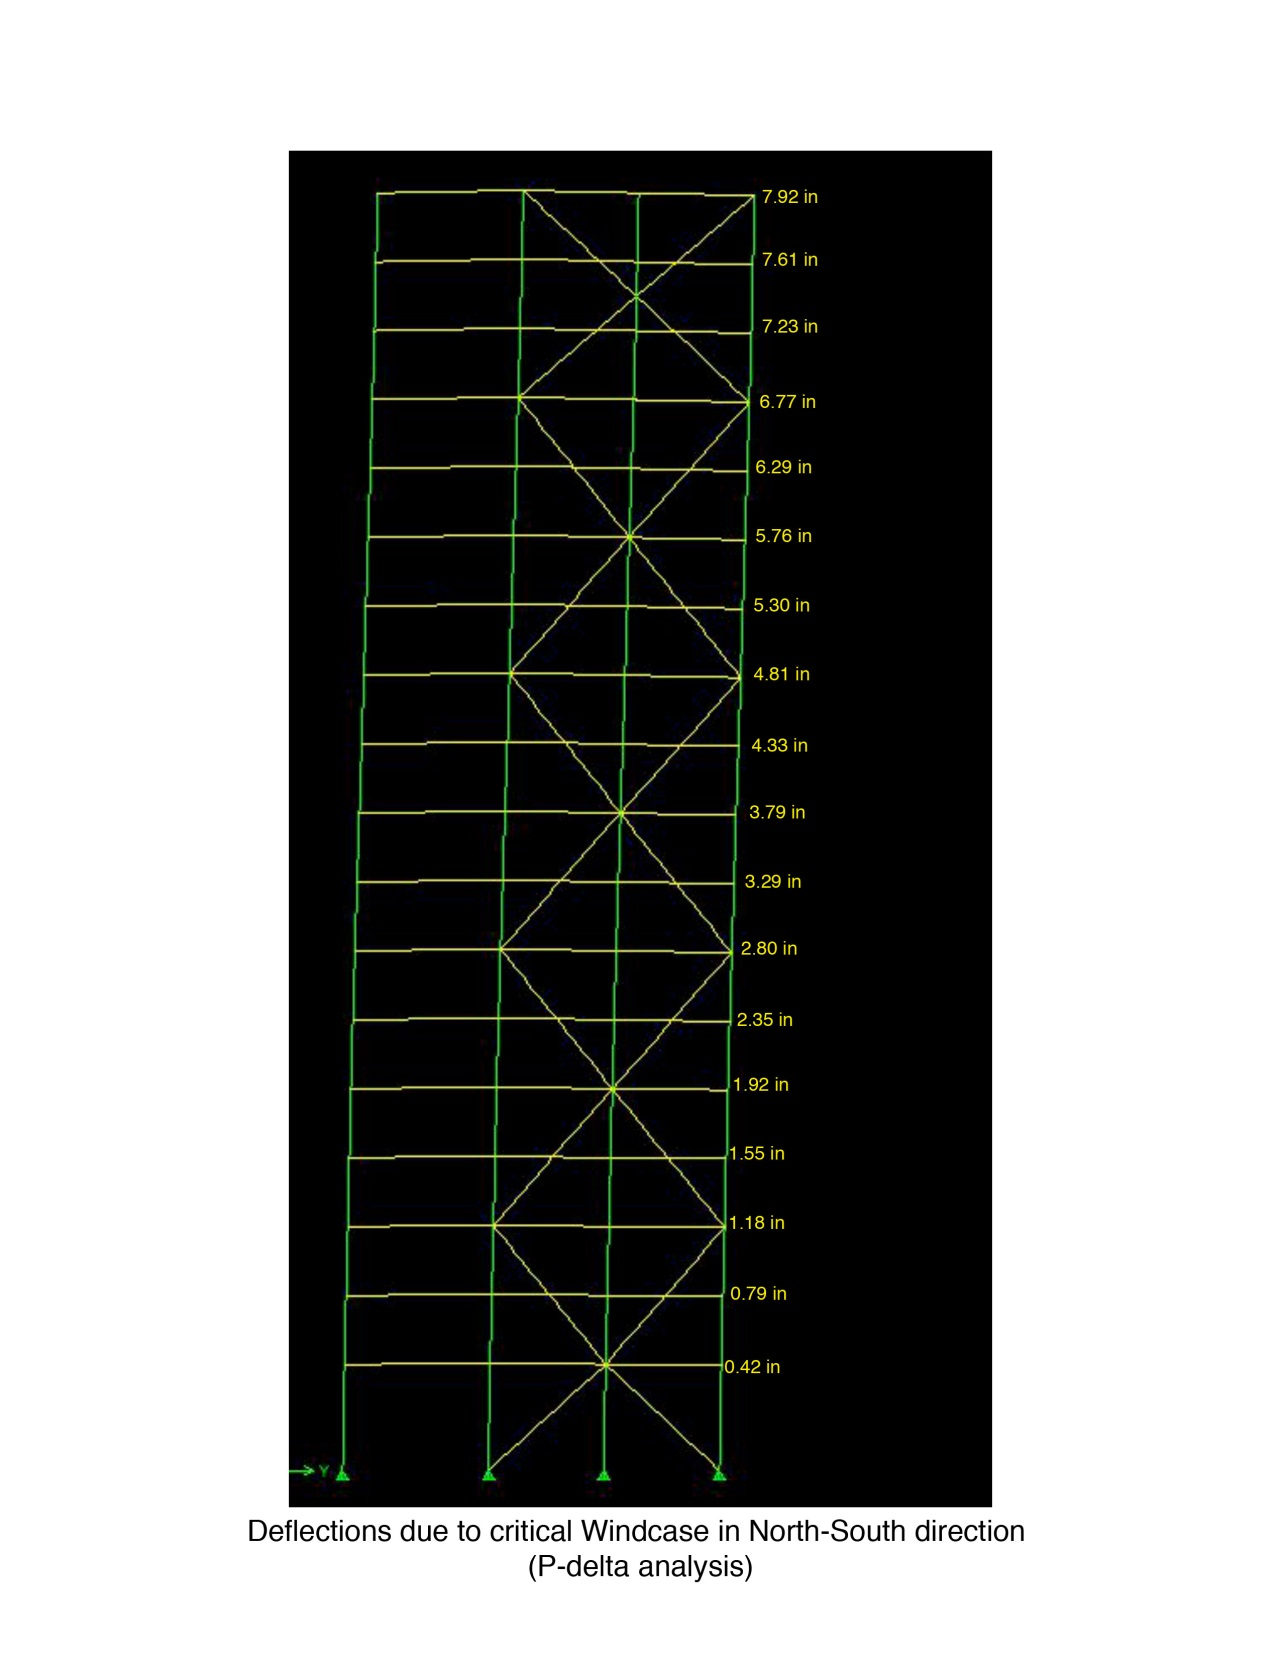 7.92 in
7.61 in
7.23 in
6.77 in
6.29 in
5.76 in
5.30 in
4.81 in
4.33 in
3.79 in
3.29 in
2.80 in
2.35 in
1.92 in
1.55 in
1.18 in
0.79 in
0.42 in
Y
Deflections due to critical Windcase in North-South direction
(P-delta analysis)